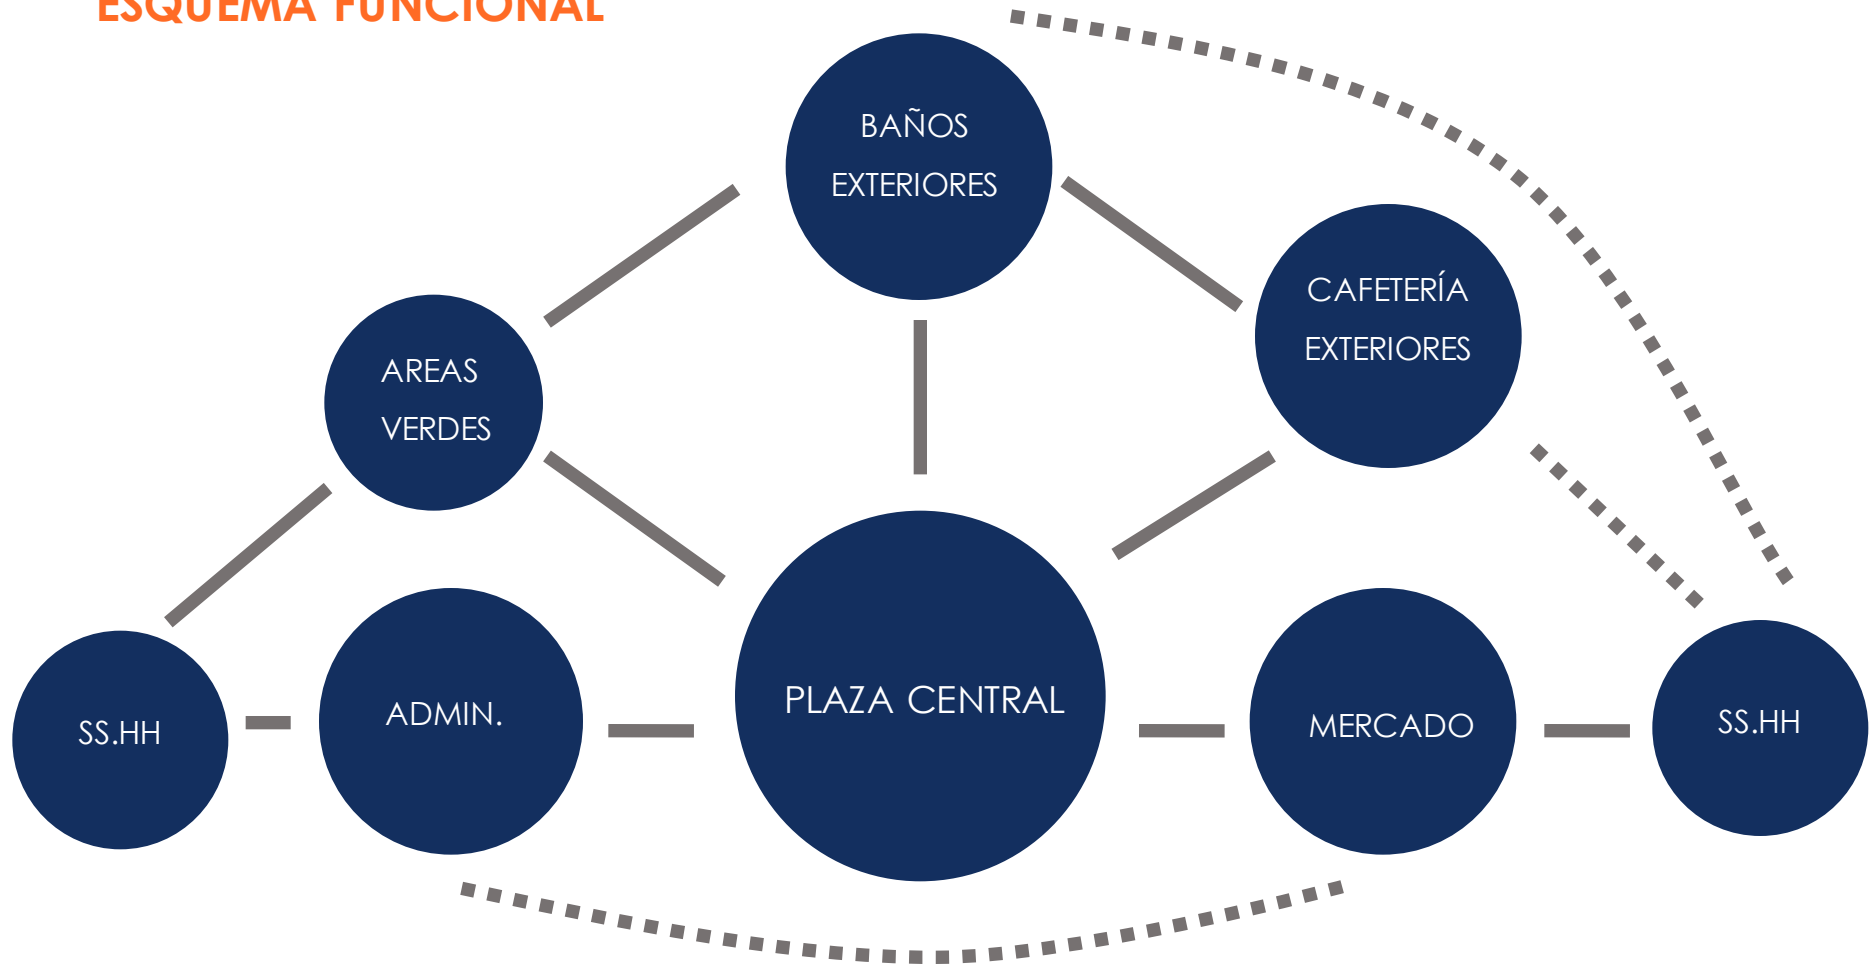 ESQUEMA FUNCIONAL
BAÑOS
EXTERIORES
CAFETERÍA
EXTERIORES
AREAS
VERDES
PLAZA CENTRAL
SS.HH
ADMIN.
MERCADO
SS.HH